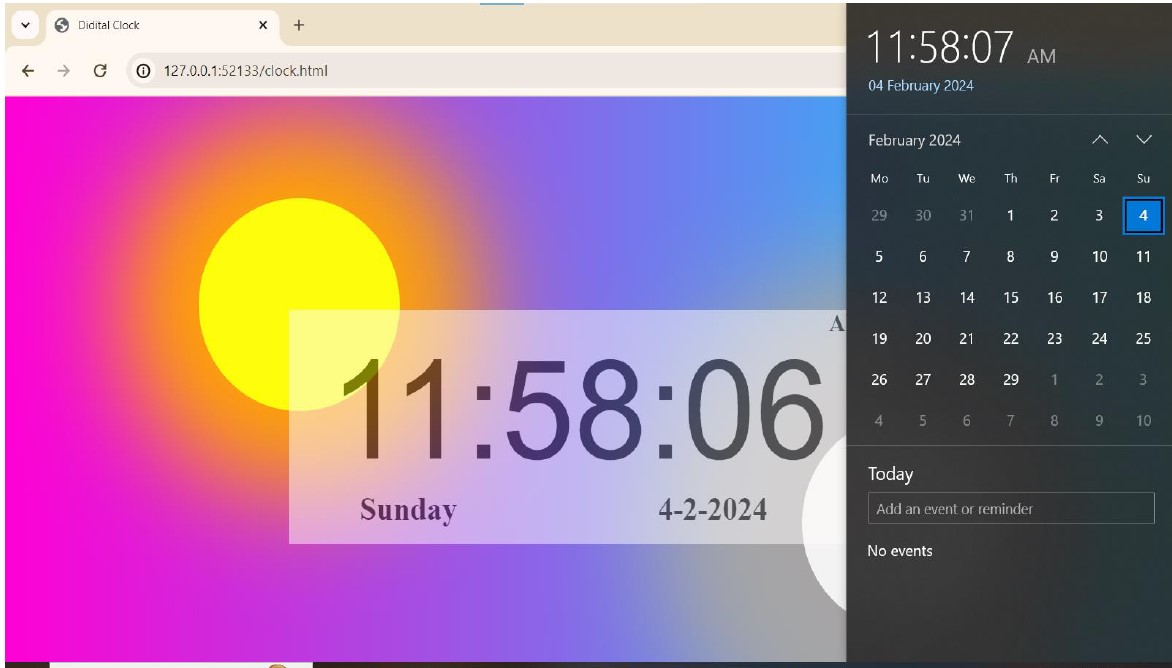 Didital Clock
127.0.0.1:52133/clock.html
A
11:58:06
Sunday 4-2-2024
11:58:07 AM
04 February 2024
February 2024
Mo Tu We Th Fr Sa Su
29 30 31 1 2 3 4
5 6 7 8 9 10 11
12 13 14 15 16 17 18
19 20 21 22 23 24 25
26 27 28 29 1 2 3
4 5 6 7 8 9 10
Today
Add an event or reminder
No events